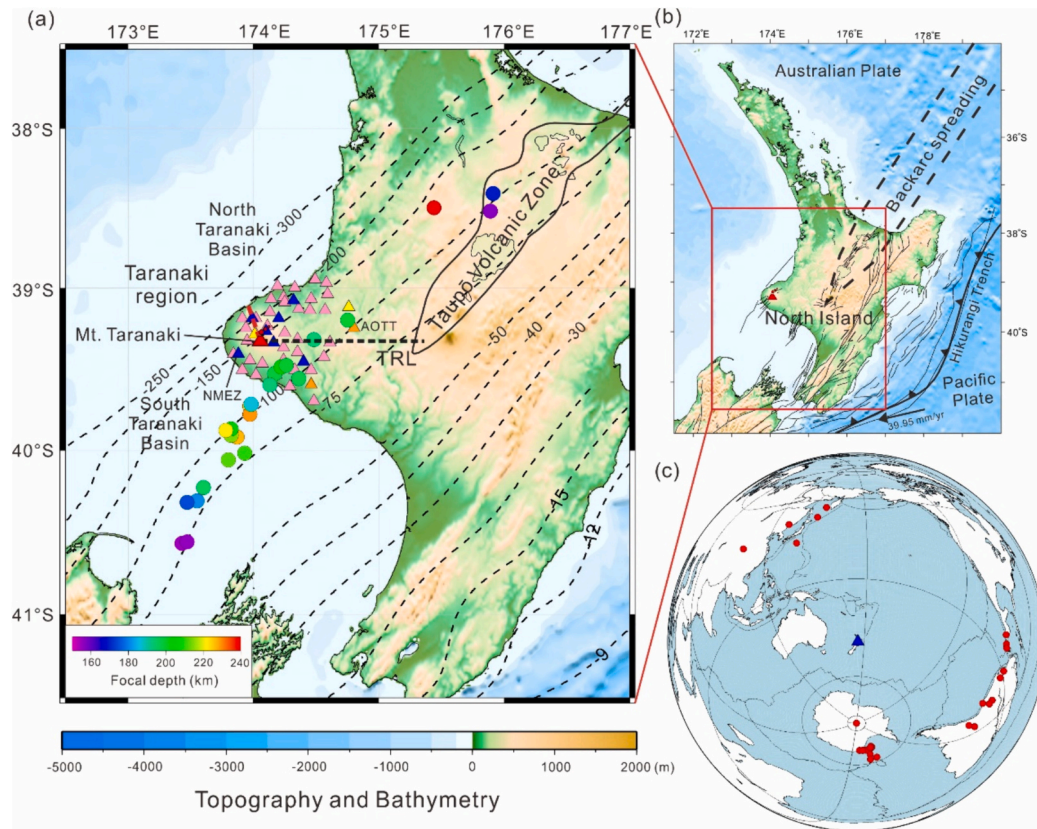 (a)
173°E
174°E
175°E
176°E
177°E
38°S
39°S
40°S
41°S
North
Taranaki
Basin
300
200
Taranaki
region
Mt. Taranaki
AOTT
TRL
NMEZ
-250
-150
-100
-75
-50
-40
-30
-15
-12
-9
South
Taranaki
Basin
Taupo Volcanic Zone
150
180
200
220
240
Focal depth (km)
-5000
-4000
-3000
-2000
-1000
0
1000
2000 (m)
Topography and Bathymetry
(b)
172°E
174°E
176°E
178°E
36°S
38°S
40°S
Australian Plate
Backarc spreading
North Island
Hikurangi Trench
Pacific
Plate
39.95 mm/yr
(c)